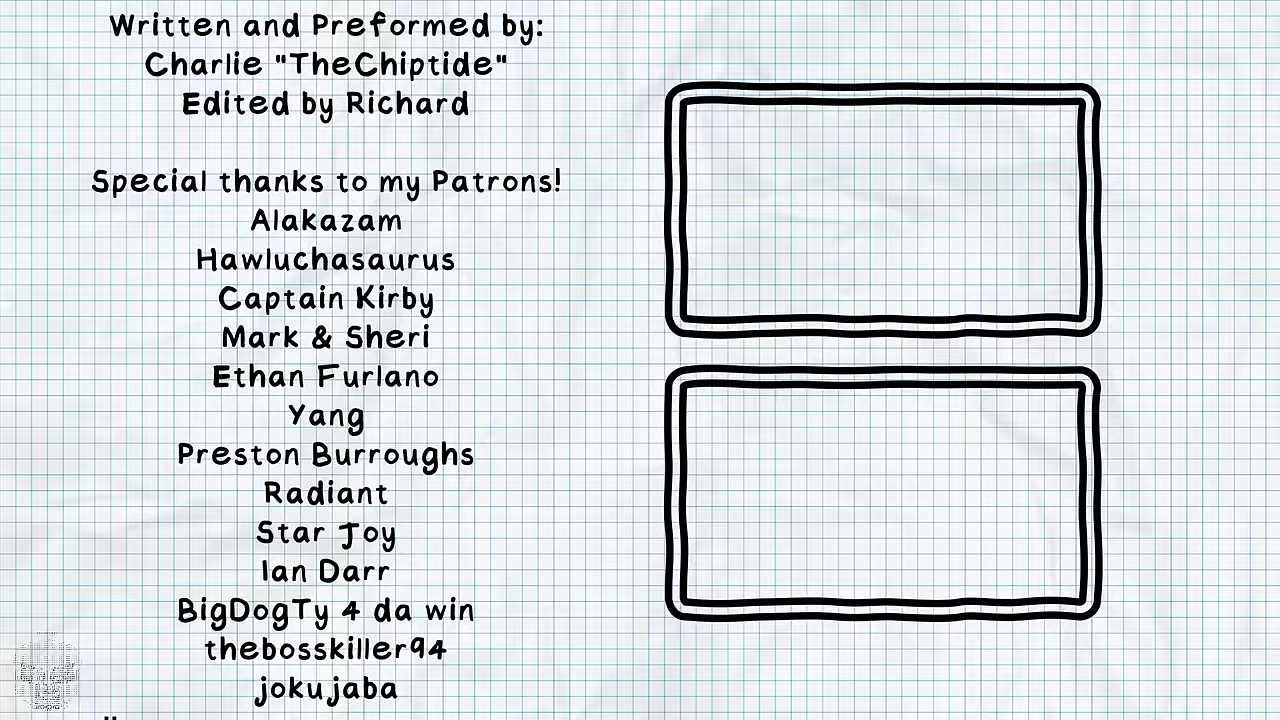 Written and Preformed by:
Charlie "TheChiptide"
Edited by Richard
Special thanks to my Patrons!
Alakazam
Hawluchasaurus
Captain Kirby
Mark & Sheri
Ethan Furlano
Yang
Preston Burroughs
Radiant
Star Joy
Ian Darr
BigDogTy 4 da win
thebosskiller94
jokujaba